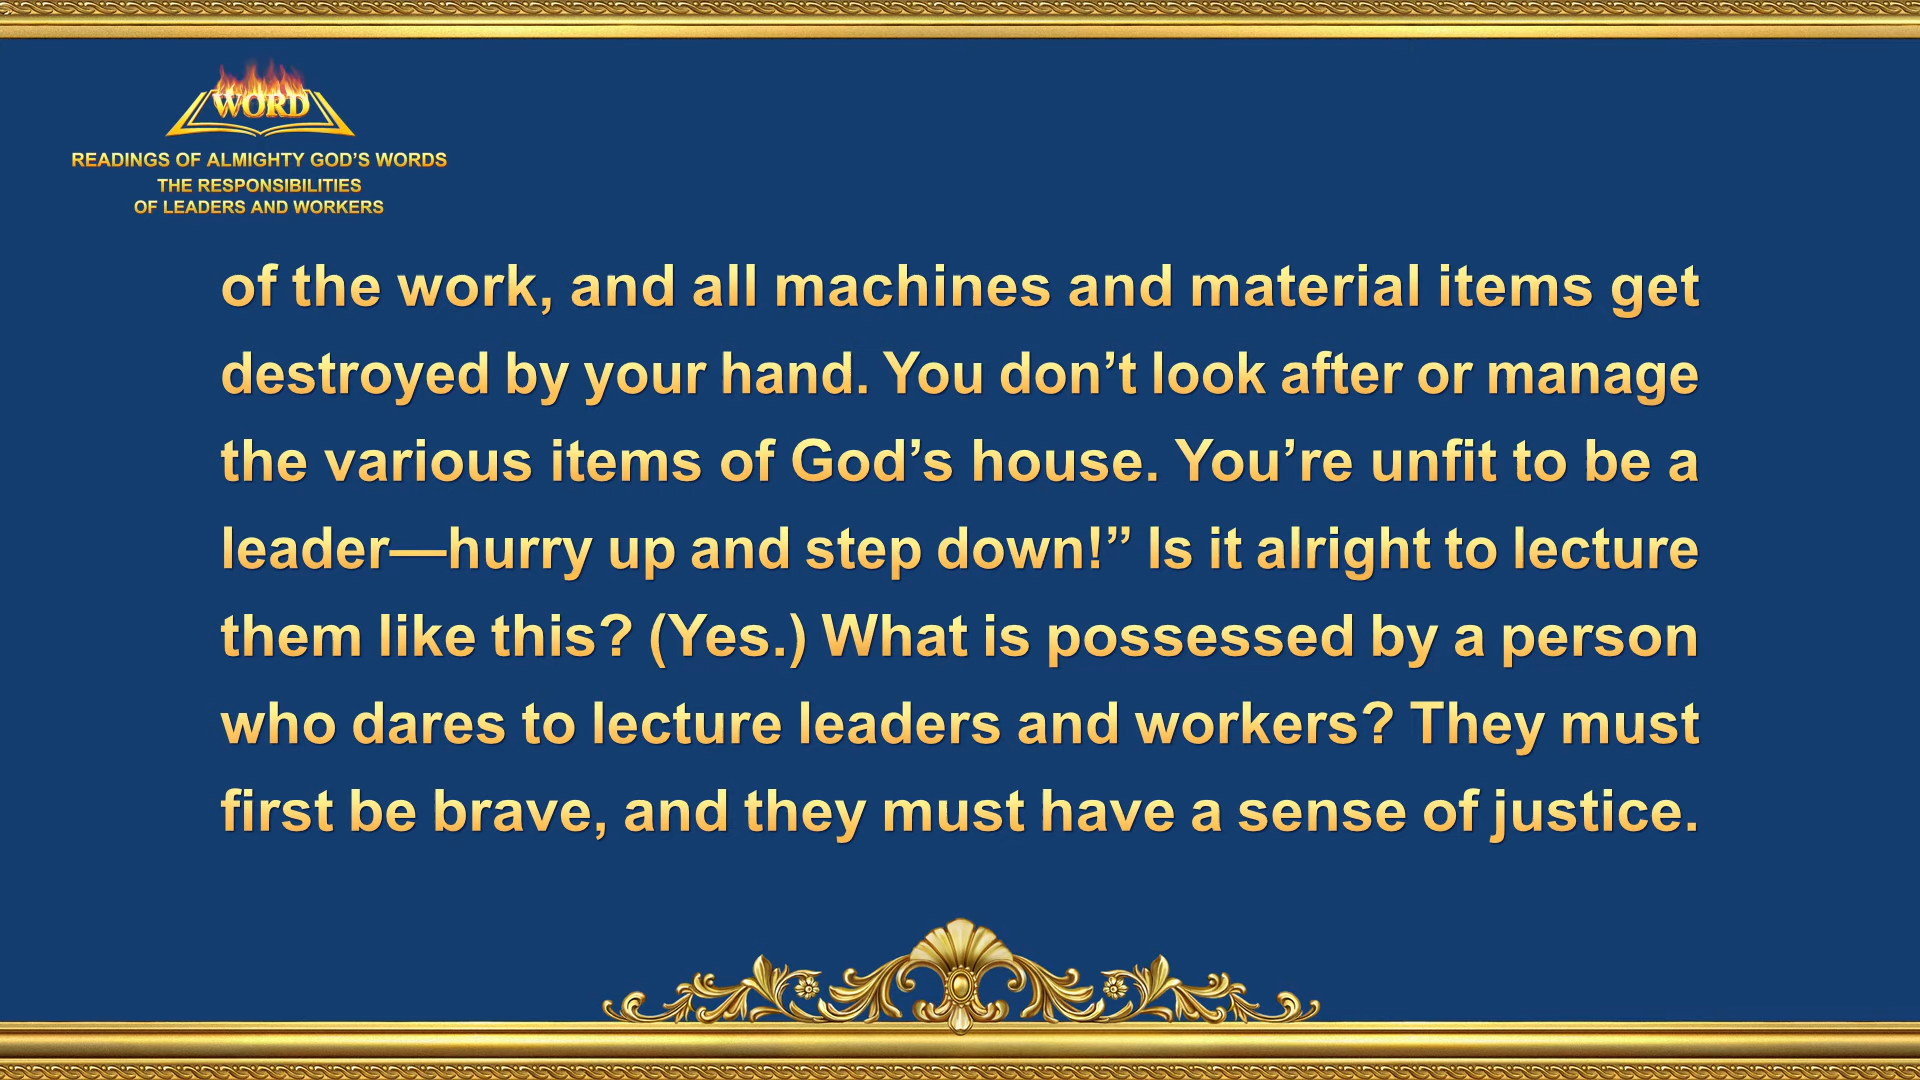 WORD
READINGS OF ALMIGHTY GOD’S WORDS
THE RESPONSIBILITIES
OF LEADERS AND WORKERS
of the work, and all machines and material items get
destroyed by your hand. You don’t look after or manage
the various items of God’s house. You’re unfit to be a
leader—hurry up and step down!” Is it alright to lecture
them like this? (Yes.) What is possessed by a person
who dares to lecture leaders and workers? They must
first be brave, and they must have a sense of justice.